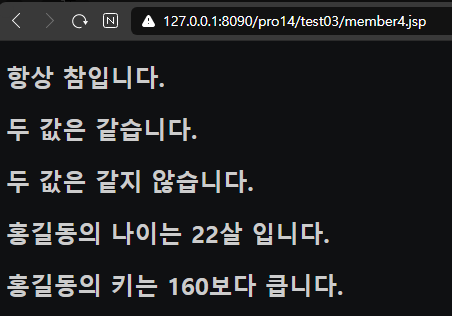 127.0.0.1:8090/pro14/test03/member4.jsp
항상 참입니다.
두 값은 같습니다.
두 값은 같지 않습니다.
홍길동의 나이는 22살 입니다.
홍길동의 키는 160보다 큽니다.